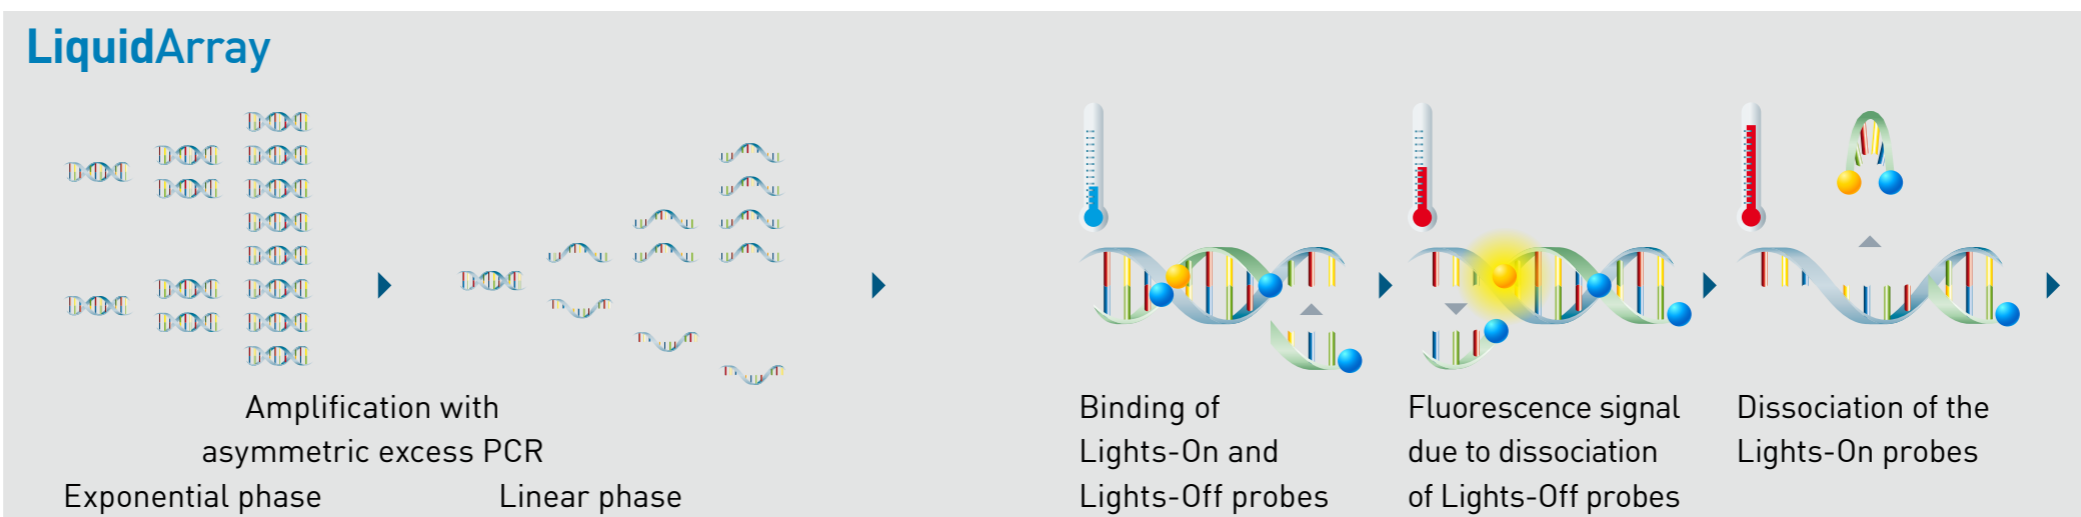 LiquidArray
Amplification with
asymmetric excess PCR
Exponential phase
Linear phase
Binding of
Lights-On and
Lights-Off probes
Fluorescence signal
due to dissociation
of Lights-Off probes
Dissociation of the
Lights-On probes